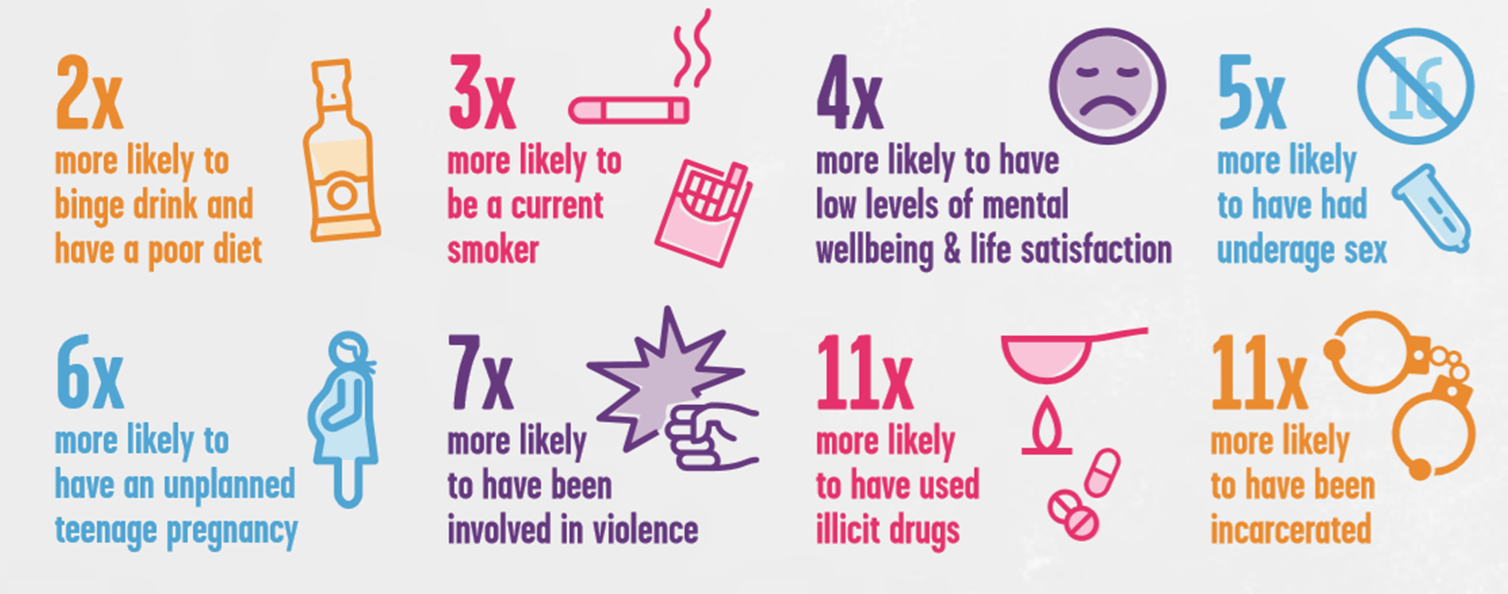 2x
more likely to
binge drink and
have a poor diet
3x
more likely to
be a current
smoker
4x
more likely to have
low levels of mental
wellbeing & life satisfaction
5x
more likely
to have had
underage sex
16
6x
more likely to
have an unplanned
teenage pregnancy
7x
more likely
to have been
involved in violence
11x
more likely
to have used
illicit drugs
11x
more likely
to have been
incarcerated